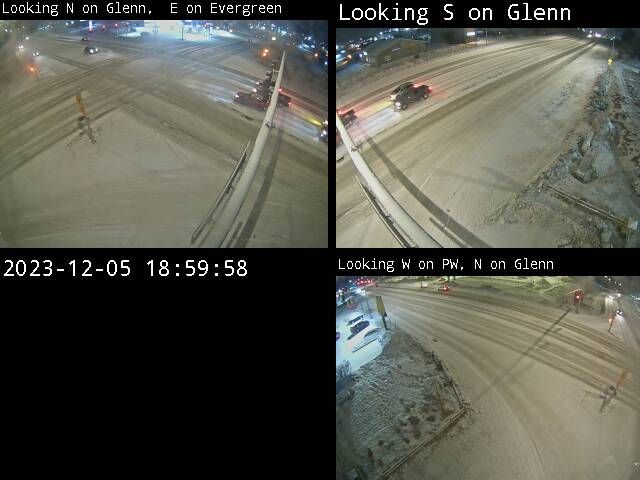 Looking N on Glenn,  E on Evergreen
Looking S on Glenn
2023-12-05 18:59:58
Looking W on PW, N on Glenn